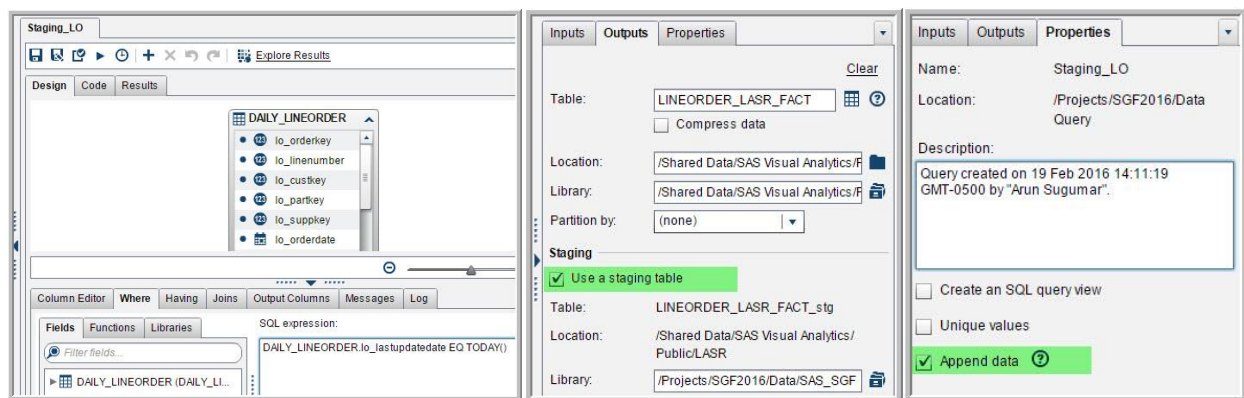 Staging_LO
Explore Results
Design Code Results
DAILY_LINEORDER
123 lo_orderkey
123 lo_linenumber
123 lo_custkey
123 lo_partkey
123 lo_suppkey
lo_orderdate
Column Editor Where Having Joins Output Columns Messages Log
Fields Functions Libraries
SQL expression:
Filter fields...
DAILY_LINEORDER.lo_lastupdatedate EQ TODAY()
DAILY_LINEORDER (DAILY_LI...
Inputs Outputs Properties
Clear
Table: LINEORDER_LASR_FACT
Compress data
Location: /Shared Data/SAS Visual Analytics/F
Library: /Shared Data/SAS Visual Analytics/F
Partition by: (none)
Staging
Use a staging table
Table: LINEORDER_LASR_FACT_stg
Location: /Shared Data/SAS Visual Analytics/
Public/LASR
Library: /Projects/SGF2016/Data/SAS_SGF
Inputs Outputs Properties
Name: Staging_LO
Location: /Projects/SGF2016/Data
Query
Description:
Query created on 19 Feb 2016 14:11:19
GMT-0500 by "Arun Sugumar".
Create an SQL query view
Unique values
Append data